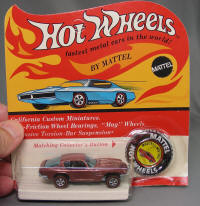 Hot Wheels
fastest metal cars in the world!
BY MATTEL
MATTEL
California Custom Miniatures
-Friction Wheel Bearings, "Mag" Wheels
Torsion-Bar Suspension
Matching Collector's Button
MATTEL
WHEELS